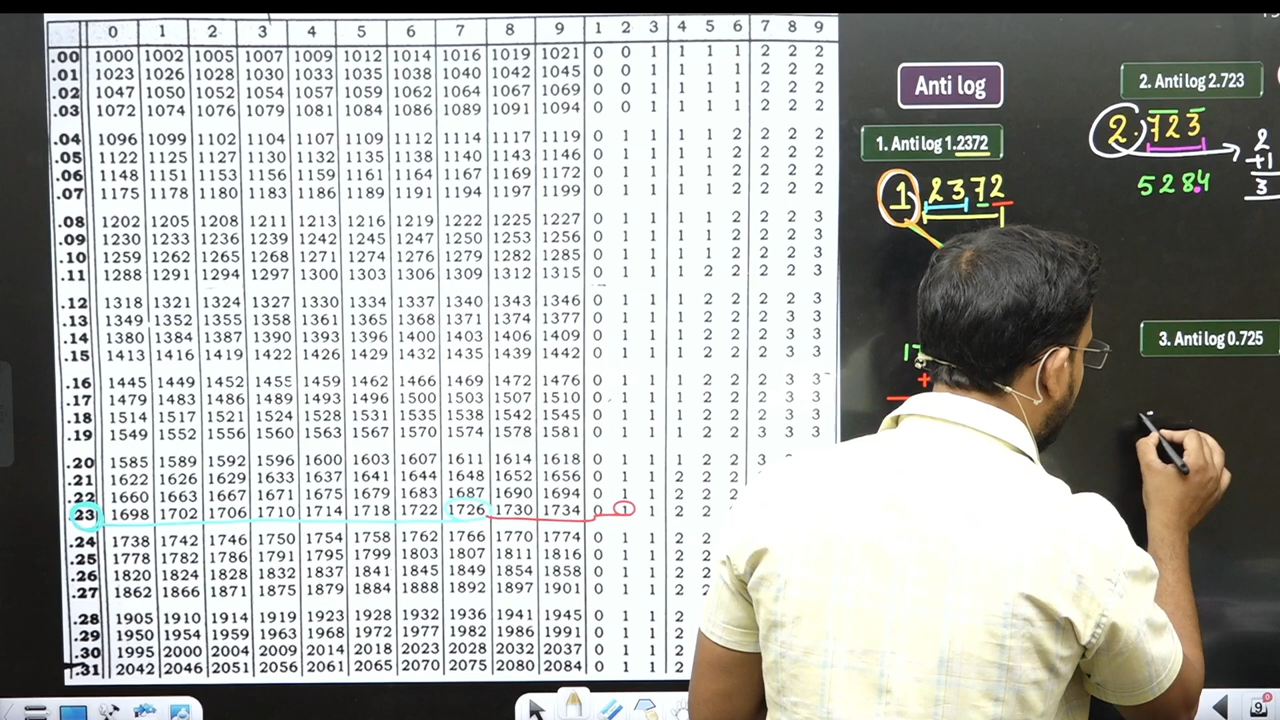 0 1 2 3 4 5 6 7 8 9 1 2 3 4 5 6 7 8 9
.00 1000 1002 1005 1007 1009 1012 1014 1016 1019 1021 0 0 1 1 1 1 2 2 2
.01 1023 1026 1028 1030 1033 1035 1038 1040 1042 1045 0 0 1 1 1 1 2 2 2
.02 1047 1050 1052 1054 1057 1059 1062 1064 1067 1069 0 0 1 1 1 1 2 2 2
.03 1072 1074 1076 1079 1081 1084 1086 1089 1091 1094 0 0 1 1 1 1 2 2 2
.04 1096 1099 1102 1104 1107 1109 1112 1114 1117 1119 0 1 1 1 1 2 2 2 2
.05 1122 1125 1127 1130 1132 1135 1138 1140 1143 1146 0 1 1 1 1 2 2 2 2
.06 1148 1151 1153 1156 1159 1161 1164 1167 1169 1172 0 1 1 1 1 2 2 2 2
.07 1175 1178 1180 1183 1186 1189 1191 1194 1197 1199 0 1 1 1 1 2 2 2 2
.08 1202 1205 1208 1211 1213 1216 1219 1222 1225 1227 0 1 1 1 1 2 2 2 3
.09 1230 1233 1236 1239 1242 1245 1247 1250 1253 1256 0 1 1 1 1 2 2 2 3
.10 1259 1262 1265 1268 1271 1274 1276 1279 1282 1285 0 1 1 1 1 2 2 2 3
.11 1288 1291 1294 1297 1300 1303 1306 1309 1312 1315 0 1 1 1 2 2 2 2 3
.12 1318 1321 1324 1327 1330 1334 1337 1340 1343 1346 0 1 1 1 2 2 2 2 3
.13 1349 1352 1355 1358 1361 1365 1368 1371 1374 1377 0 1 1 1 2 2 2 3 3
.14 1380 1384 1387 1390 1393 1396 1400 1403 1406 1409 0 1 1 1 2 2 2 3 3
.15 1413 1416 1419 1422 1426 1429 1432 1435 1439 1442 0 1 1 1 2 2 2 3 3
.16 1445 1449 1452 1455 1459 1462 1466 1469 1472 1476 0 1 1 1 2 2 2 3 3
.17 1479 1483 1486 1489 1493 1496 1500 1503 1507 1510 0 1 1 1 2 2 2 3 3
.18 1514 1517 1521 1524 1528 1531 1535 1538 1542 1545 0 1 1 1 2 2 2 3 3
.19 1549 1552 1556 1560 1563 1567 1570 1574 1578 1581 0 1 1 1 2 2 3 3 3
.20 1585 1589 1592 1596 1600 1603 1607 1611 1614 1618 0 1 1 1 2 2 3
.21 1622 1626 1629 1633 1637 1641 1644 1648 1652 1656 0 1 1 2 2 2
.22 1660 1663 1667 1671 1675 1679 1683 1687 1690 1694 0 1 1 2 2 2
.23 1698 1702 1706 1710 1714 1718 1722 1726 1730 1734 0 1 1 2 2
.24 1738 1742 1746 1750 1754 1758 1762 1766 1770 1774 0 1 1 2 2
.25 1778 1782 1786 1791 1795 1799 1803 1807 1811 1816 0 1 1 2 2
.26 1820 1824 1828 1832 1837 1841 1845 1849 1854 1858 0 1 1 2 2
.27 1862 1866 1871 1875 1879 1884 1888 1892 1897 1901 0 1 1 2 2
.28 1905 1910 1914 1919 1923 1928 1932 1936 1941 1945 0 1 1 2
.29 1950 1954 1959 1963 1968 1972 1977 1982 1986 1991 0 1 1 2
.30 1995 2000 2004 2009 2014 2018 2023 2028 2032 2037 0 1 1 2
.31 2042 2046 2051 2056 2061 2065 2070 2075 2080 2084 0 1 1 2
Anti log
1. Anti log 1.2372
1 2372
17
+
2. Anti log 2.723
2.723
2
+1
3
528.4
3. Anti log 0.725